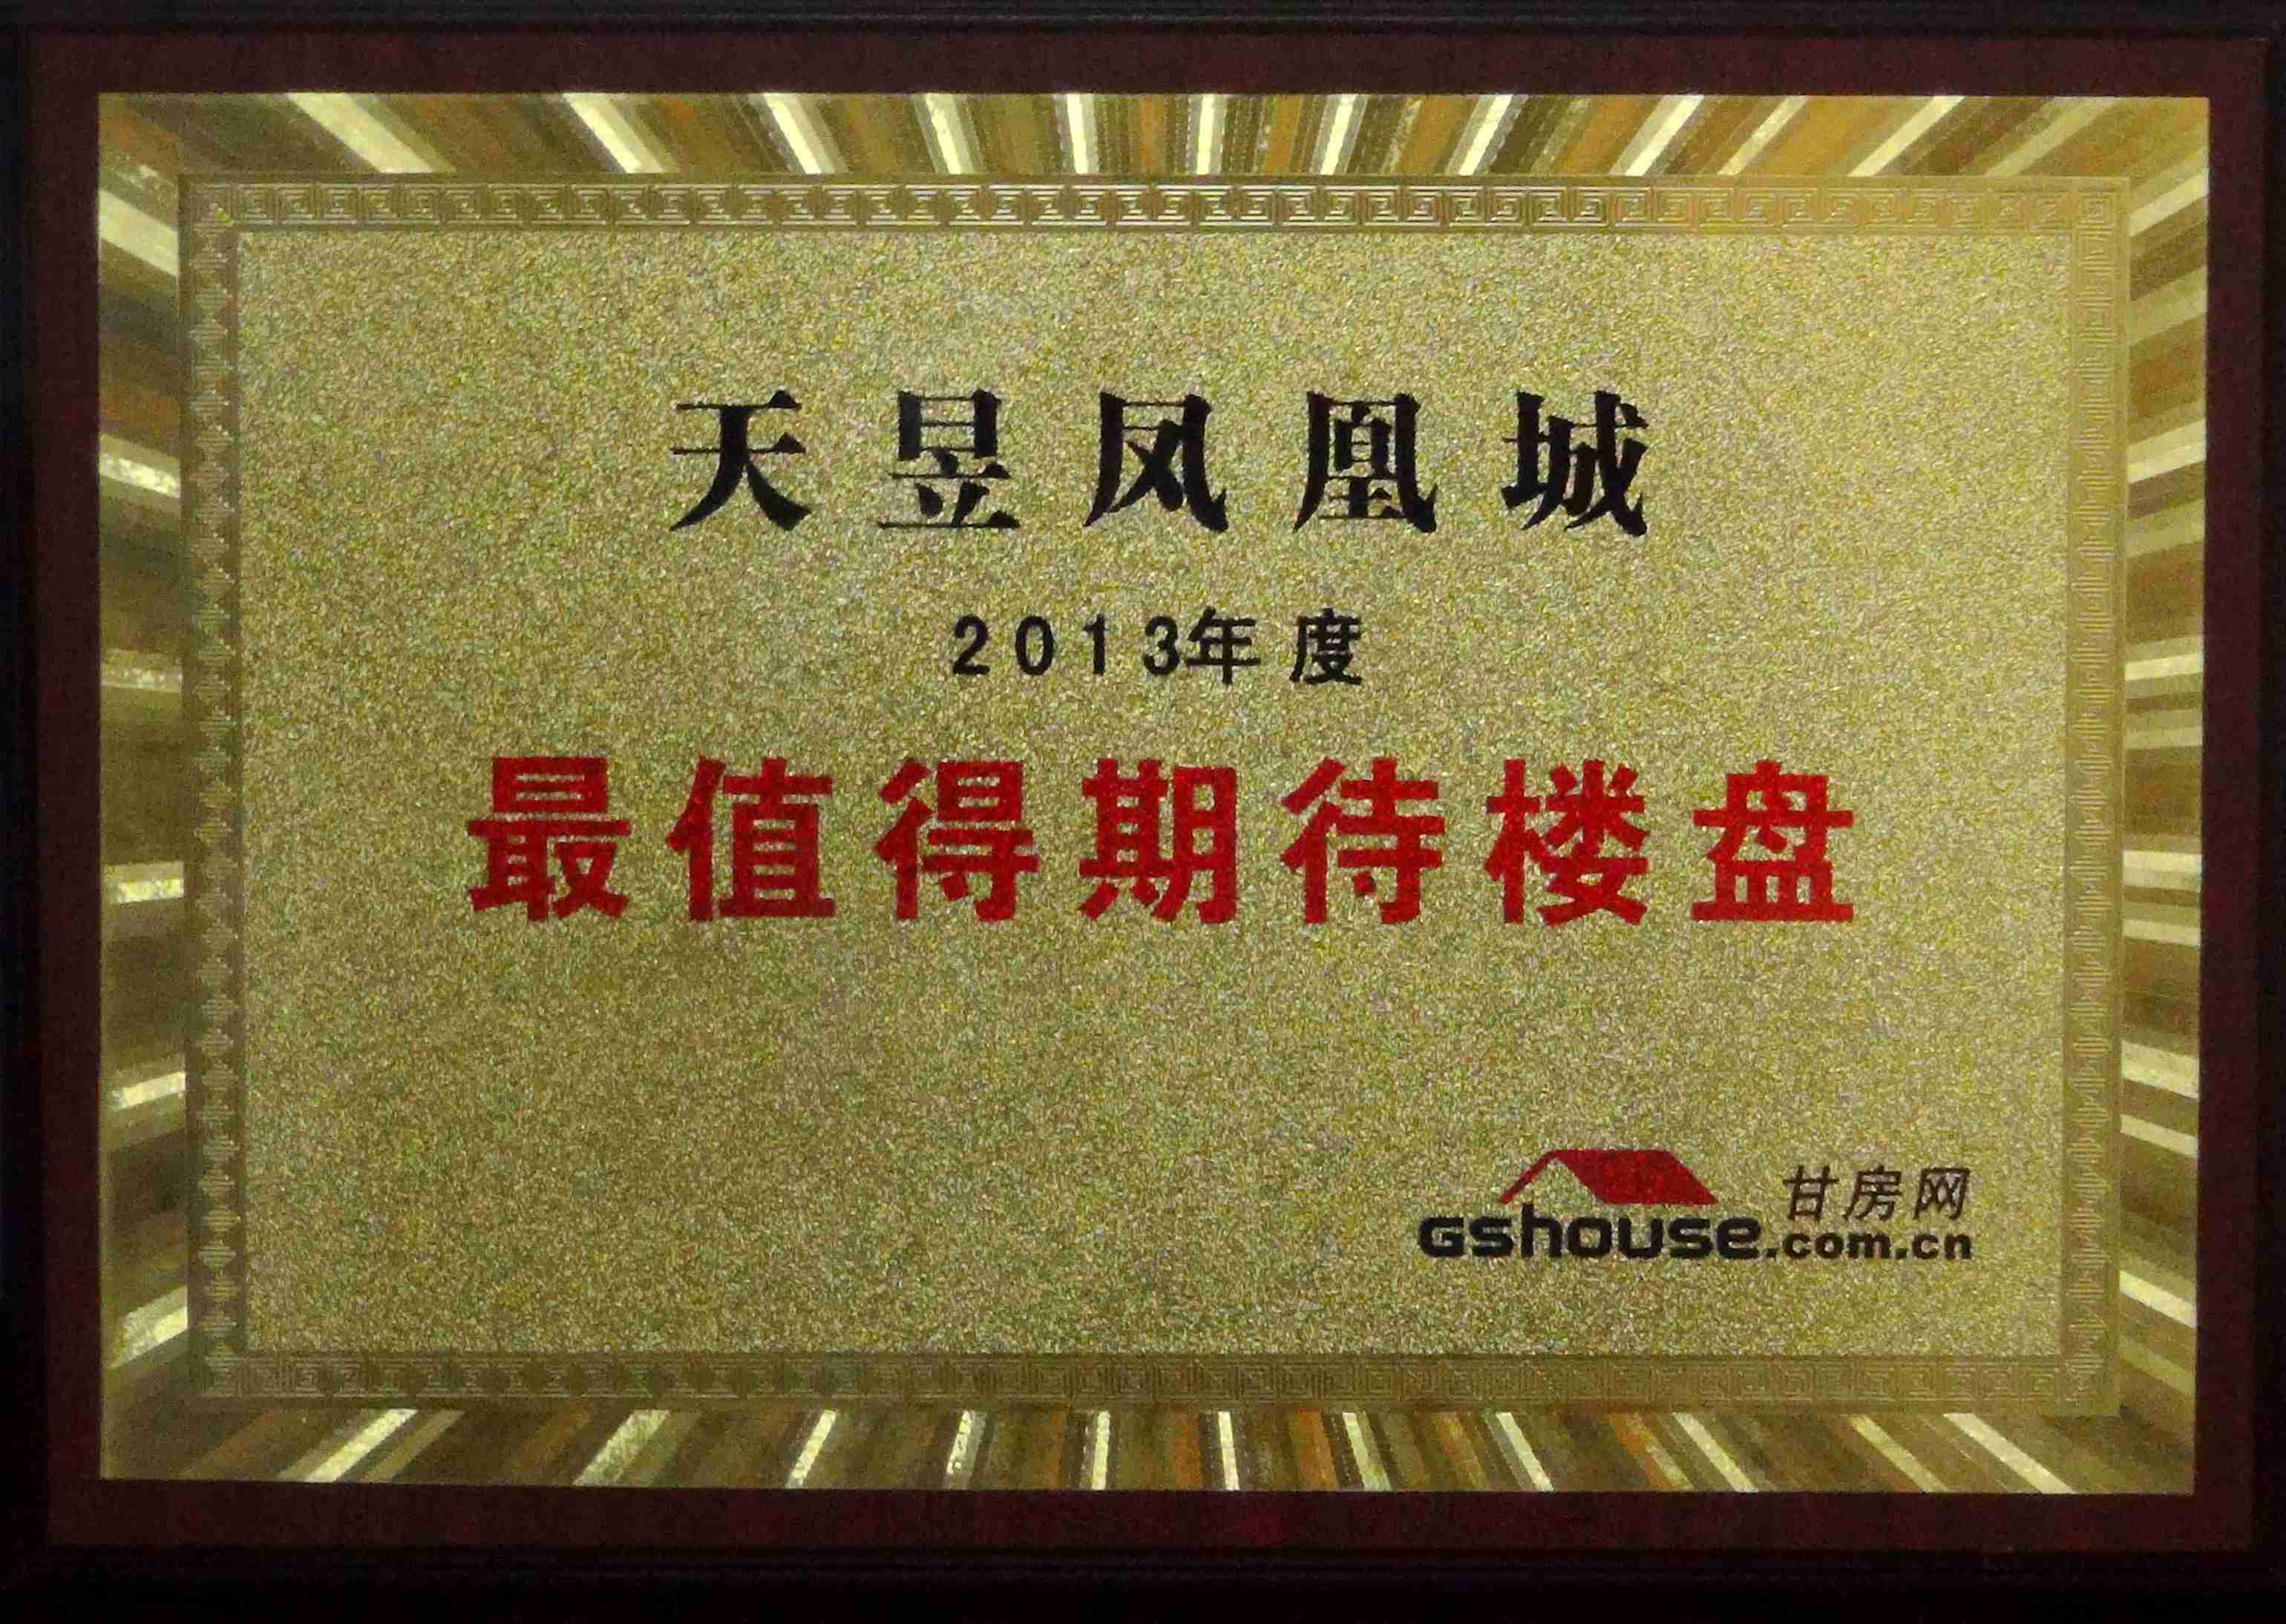 天昱凤凰城
2013年度
最值得期待楼盘
甘房网
GShouse.com.cn